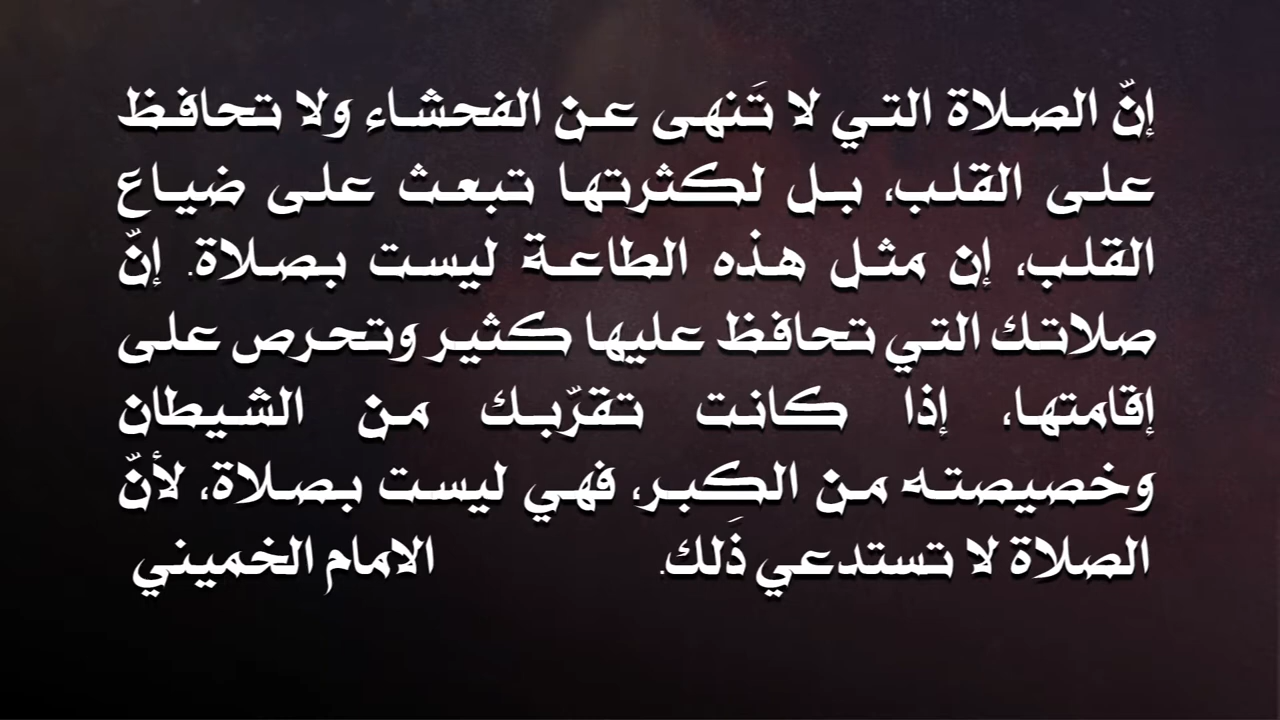 إنّ الصلاة التي لا تَنهى عن الفحشاء ولا تحافظ
على القلب، بل لكثرتها تبعث على ضياع
القلب، إن مثل هذه الطاعة ليست بصلاة. إنّ
صلاتك التي تحافظ عليها كثير وتحرص على
إقامتها، إذا كانت تقرّبك من الشيطان
وخصيصته من الكبر، فهي ليست بصلاة، لأنّ
الصلاة لا تستدعي ذَلك. الامام الخميني